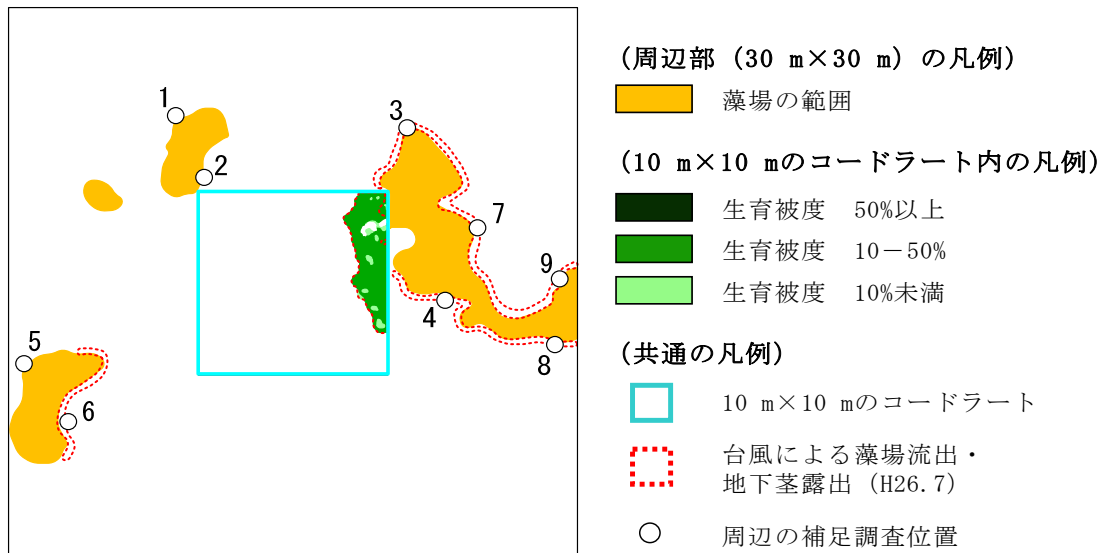 1
2
3
7
9
4
8
5
6
(周辺部 (30 m×30 m) の凡例)
藻場の範囲
(10 m×10 mのコードラート内の凡例)
生育被度 50%以上
生育被度 10-50%
生育被度 10%未満
(共通の凡例)
10 m×10 mのコードラート
台風による藻場流出・
地下茎露出 (H26.7)
周辺の補足調査位置